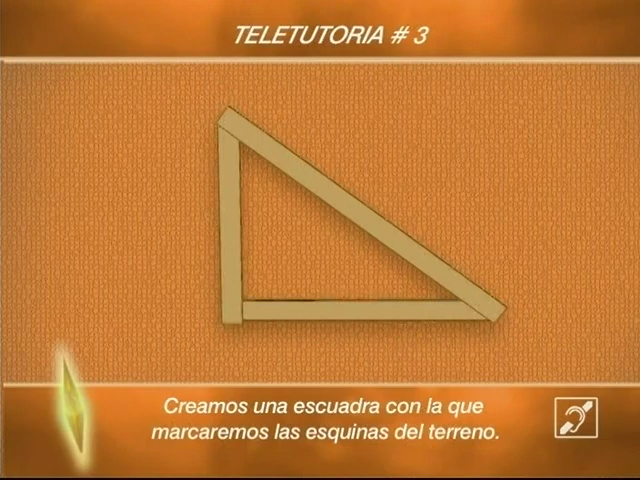 TELETUTORIA # 3
Creamos una escuadra con la que
marcaremos las esquinas del terreno.